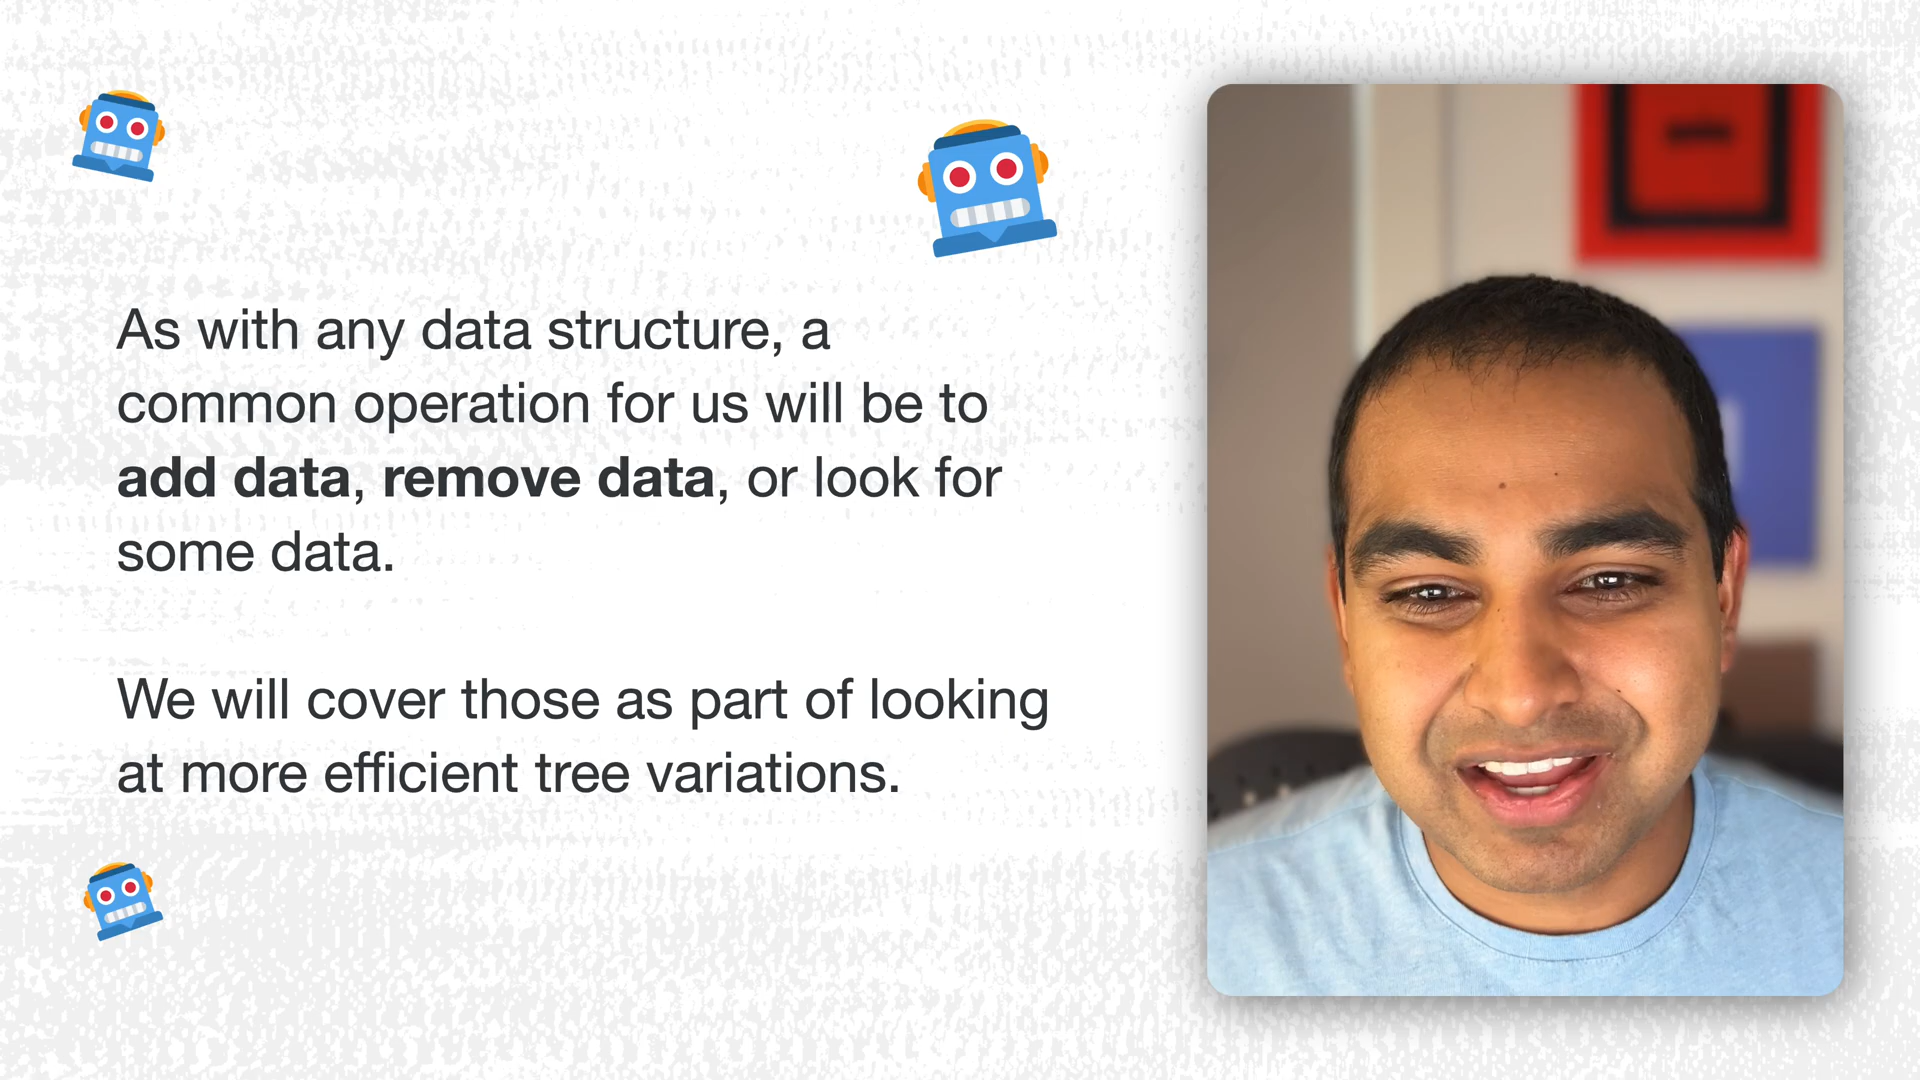 As with any data structure, a
common operation for us will be to
add data, remove data, or look for
some data.
We will cover those as part of looking
at more efficient tree variations.